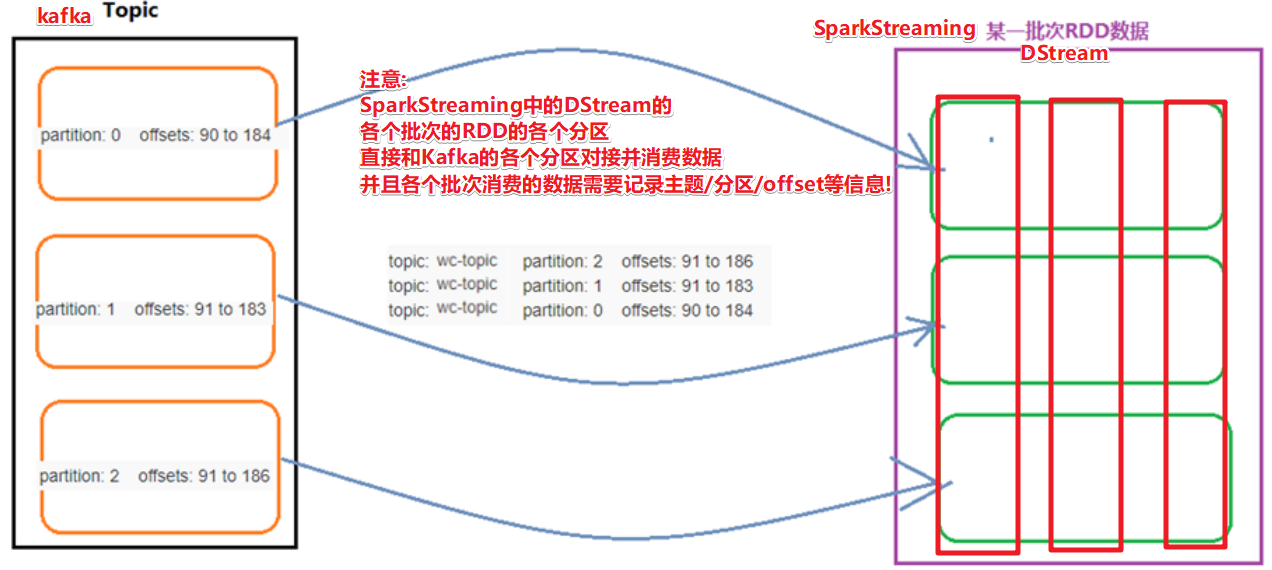 kafka Topic
partition: 0 offsets: 90 to 184
partition: 1 offsets: 91 to 183
partition: 2 offsets: 91 to 186
注意:
SparkStreaming中的DStream的
各个批次的RDD的各个分区
直接和Kafka的各个分区对接并消费数据
并且各个批次消费的数据需要记录主题/分区/offset等信息!
topic: wc-topic partition: 2 offsets: 91 to 186
topic: wc-topic partition: 1 offsets: 91 to 183
topic: wc-topic partition: 0 offsets: 90 to 184
SparkStreaming 某一批次RDD数据
DStream